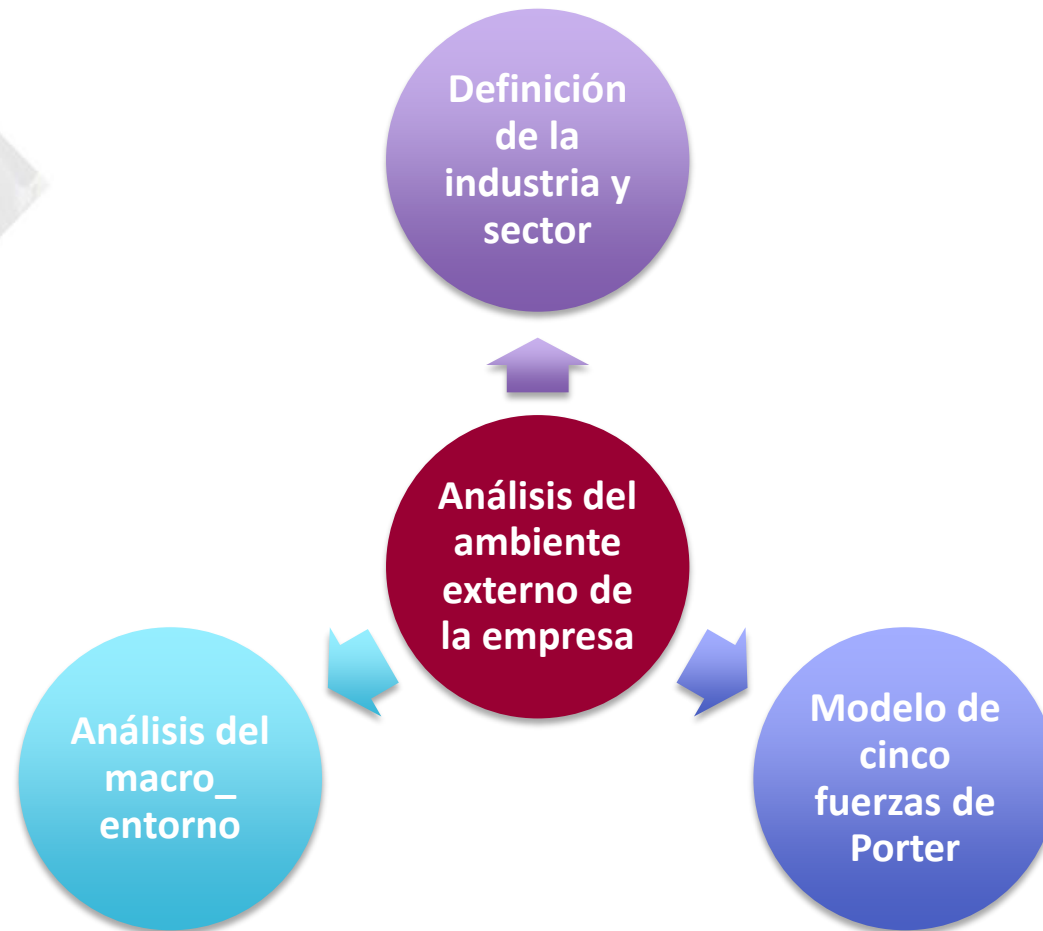 Definición
de la
industria y
sector
Análisis del
ambiente
externo de
la empresa
Análisis del
macro_
entorno
Modelo de
cinco
fuerzas de
Porter